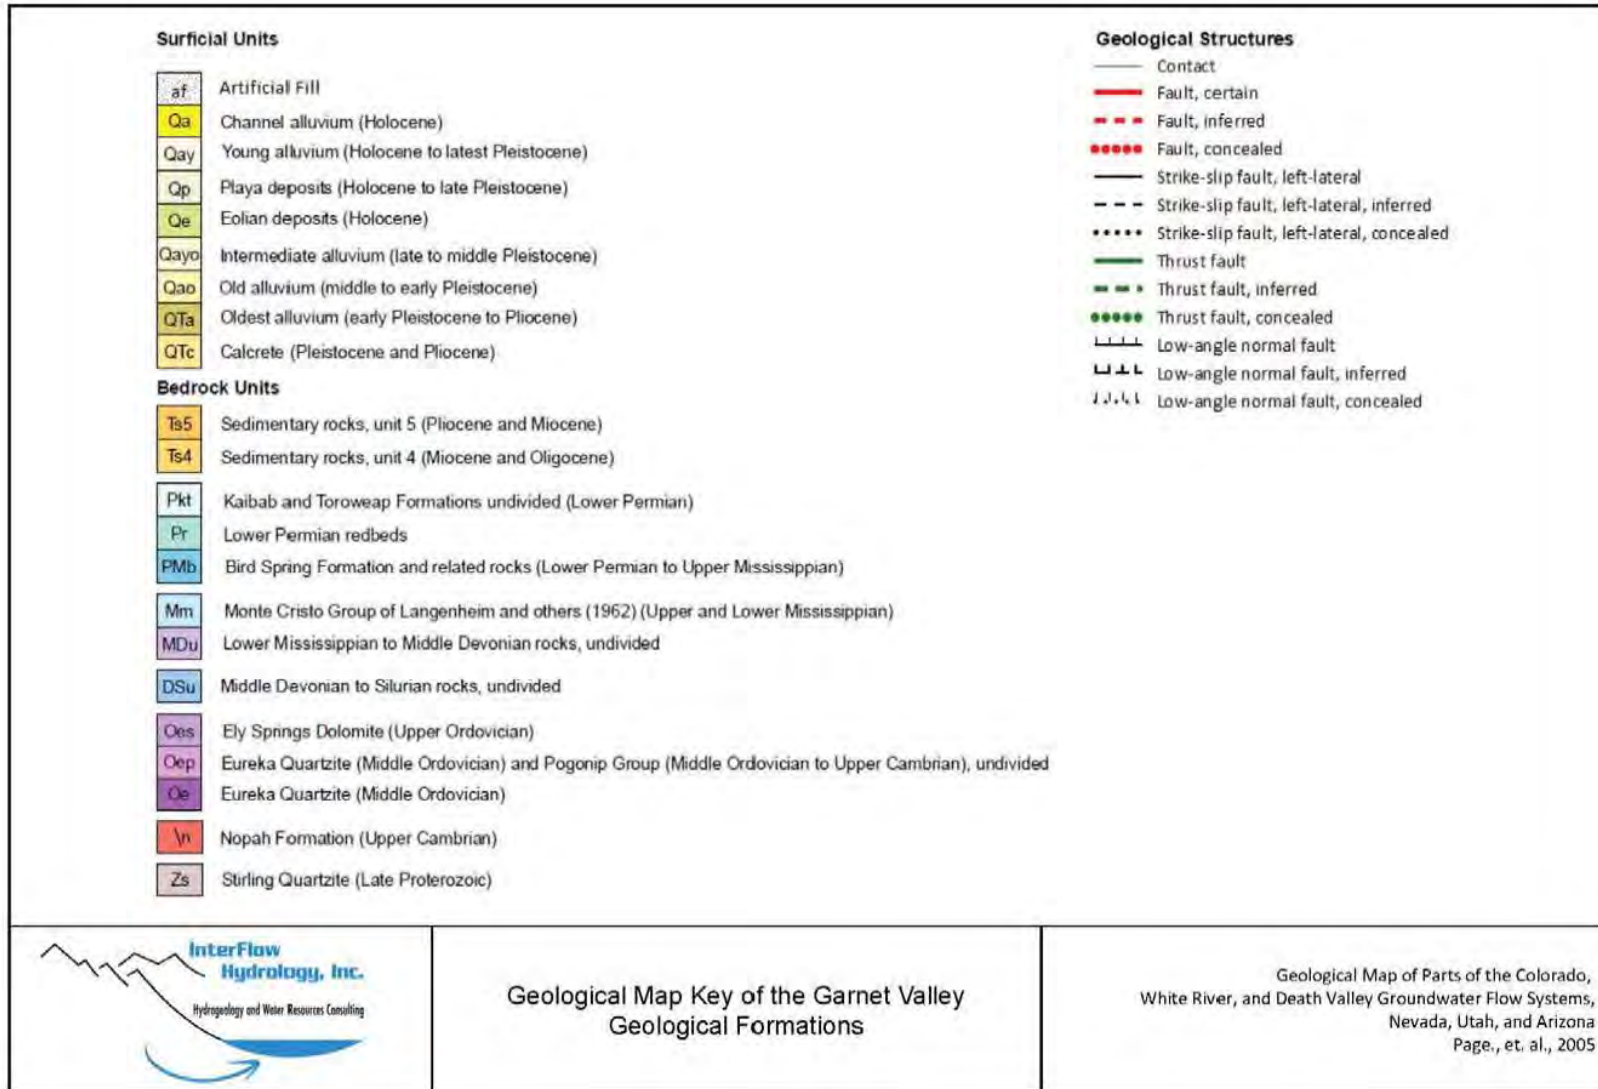 Surficial Units
af Artificial Fill
Qa Channel alluvium (Holocene)
Qay Young alluvium (Holocene to latest Pleistocene)
Qp Playa deposits (Holocene to late Pleistocene)
Qe Eolian deposits (Holocene)
Qayo Intermediate alluvium (late to middle Pleistocene)
Qao Old alluvium (middle to early Pleistocene)
QTa Oldest alluvium (early Pleistocene to Pliocene)
QTc Calcrete (Pleistocene and Pliocene)
Bedrock Units
Ts5 Sedimentary rocks, unit 5 (Pliocene and Miocene)
Ts4 Sedimentary rocks, unit 4 (Miocene and Oligocene)
Pkt Kaibab and Toroweap Formations undivided (Lower Permian)
Pr Lower Permian redbeds
PMb Bird Spring Formation and related rocks (Lower Permian to Upper Mississippian)
Mm Monte Cristo Group of Langenheim and others (1962) (Upper and Lower Mississippian)
MDu Lower Mississippian to Middle Devonian rocks, undivided
DSu Middle Devonian to Silurian rocks, undivided
Oes Ely Springs Dolomite (Upper Ordovician)
Oep Eureka Quartzite (Middle Ordovician) and Pogonip Group (Middle Ordovician to Upper Cambrian), undivided
Oe Eureka Quartzite (Middle Ordovician)
\n Nopah Formation (Upper Cambrian)
Zs Stirling Quartzite (Late Proterozoic)
Geological Structures
Contact
Fault, certain
Fault, inferred
Fault, concealed
Strike-slip fault, left-lateral
Strike-slip fault, left-lateral, inferred
Strike-slip fault, left-lateral, concealed
Thrust fault
Thrust fault, inferred
Thrust fault, concealed
Low-angle normal fault
Low-angle normal fault, inferred
Low-angle normal fault, concealed
InterFlow
Hydrology, Inc.
Hydrogeology and Water Resources Consulting
Geological Map Key of the Garnet Valley
Geological Formations
Geological Map of Parts of the Colorado,
White River, and Death Valley Groundwater Flow Systems,
Nevada, Utah, and Arizona
Page., et. al., 2005